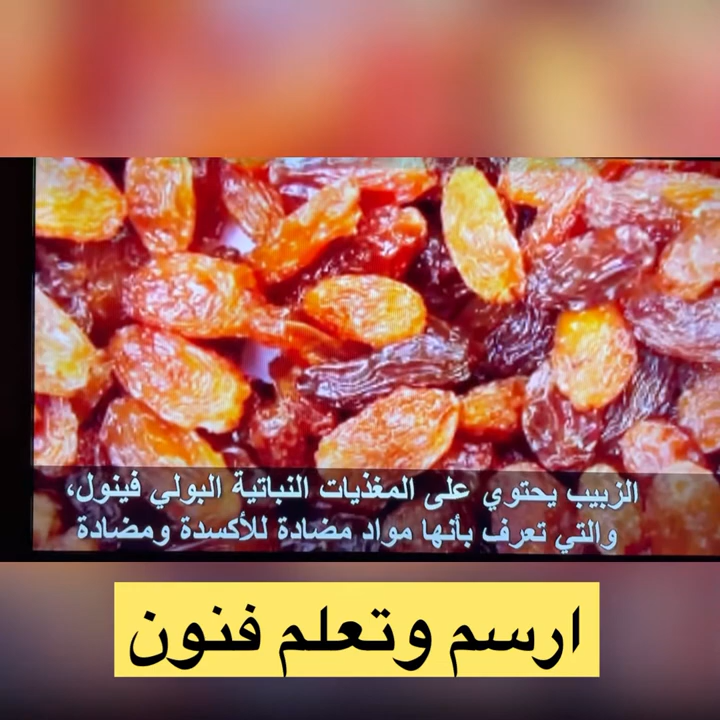 الزبيب يحتوي على المغذيات النباتية البولي فينول،
والتي تعرف بأنها مواد مضادة للأكسدة ومضادة
ارسم وتعلم فنون